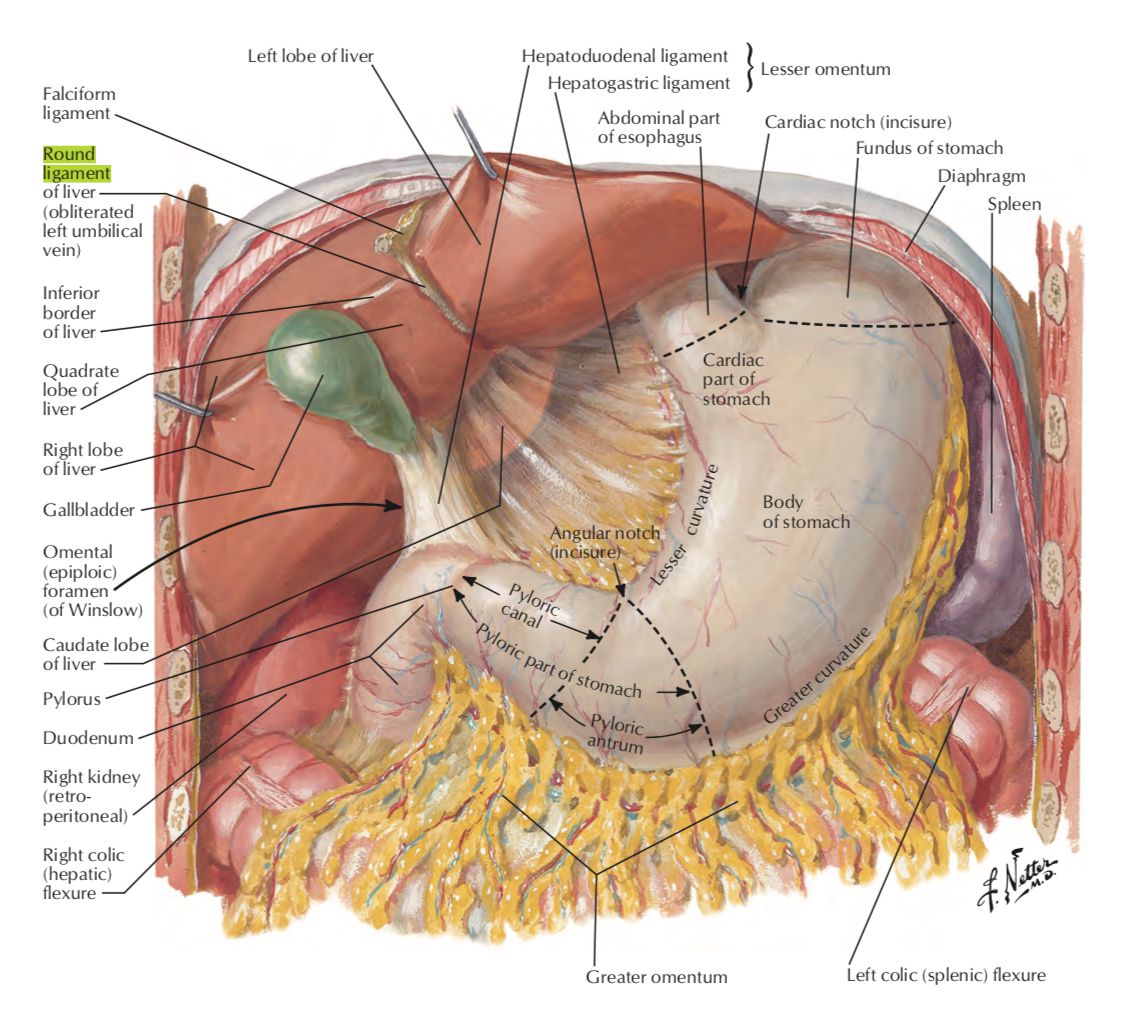 Left lobe of liver
Hepatoduodenal ligament
Hepatogastric ligament
Lesser omentum
Falciform
ligament
Abdominal part
of esophagus
Cardiac notch (incisure)
Fundus of stomach
Diaphragm
Spleen
Round
ligament
of liver
(obliterated
left umbilical
vein)
Inferior
border
of liver
Quadrate
lobe of
liver
Right lobe
of liver
Gallbladder
Omental
(epiploic)
foramen
(of Winslow)
Caudate lobe
of liver
Pylorus
Duodenum
Right kidney
(retro-
peritoneal)
Right colic
(hepatic)
flexure
Cardiac
part of
stomach
Lesser curvature
Body
of stomach
Angular notch
(incisure)
Pyloric
canal
Pyloric part of stomach
Pyloric
antrum
Greater curvature
Greater omentum
Left colic (splenic) flexure
F. Netter
M.D.